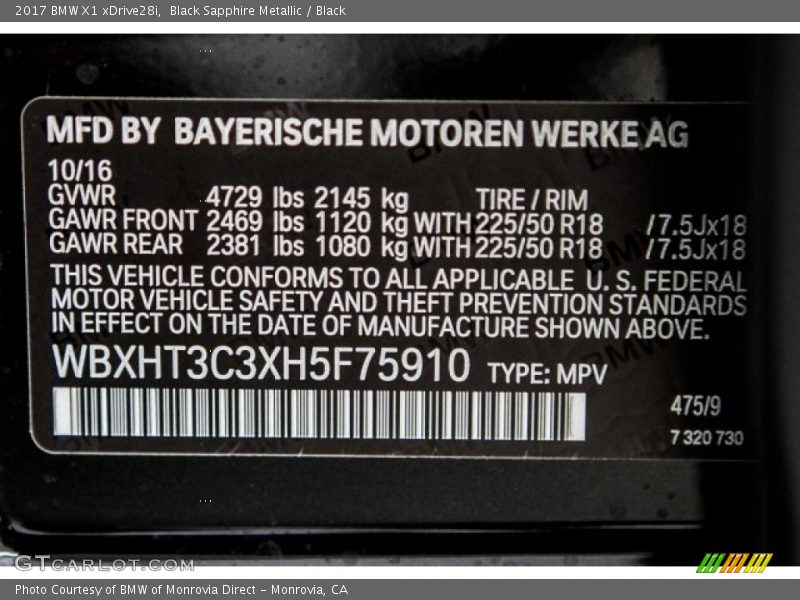 2017 BMW X1 xDrive28i,  Black Sapphire Metallic / Black
MFD BY BAYERISCHE MOTOREN WERKE AG
10/16
GVWR 4729 lbs 2145 kg TIRE / RIM
GAWR FRONT 2469 lbs 1120 kg WITH 225/50 R18 /7.5Jx18
GAWR REAR 2381 lbs 1080 kg WITH 225/50 R18 /7.5Jx18
THIS VEHICLE CONFORMS TO ALL APPLICABLE U. S. FEDERAL
MOTOR VEHICLE SAFETY AND THEFT PREVENTION STANDARDS
IN EFFECT ON THE DATE OF MANUFACTURE SHOWN ABOVE.
WBXHT3C3XH5F75910 TYPE: MPV
475/9
7 320 730
GTCARLOT.COM
Photo Courtesy of BMW of Monrovia Direct - Monrovia, CA